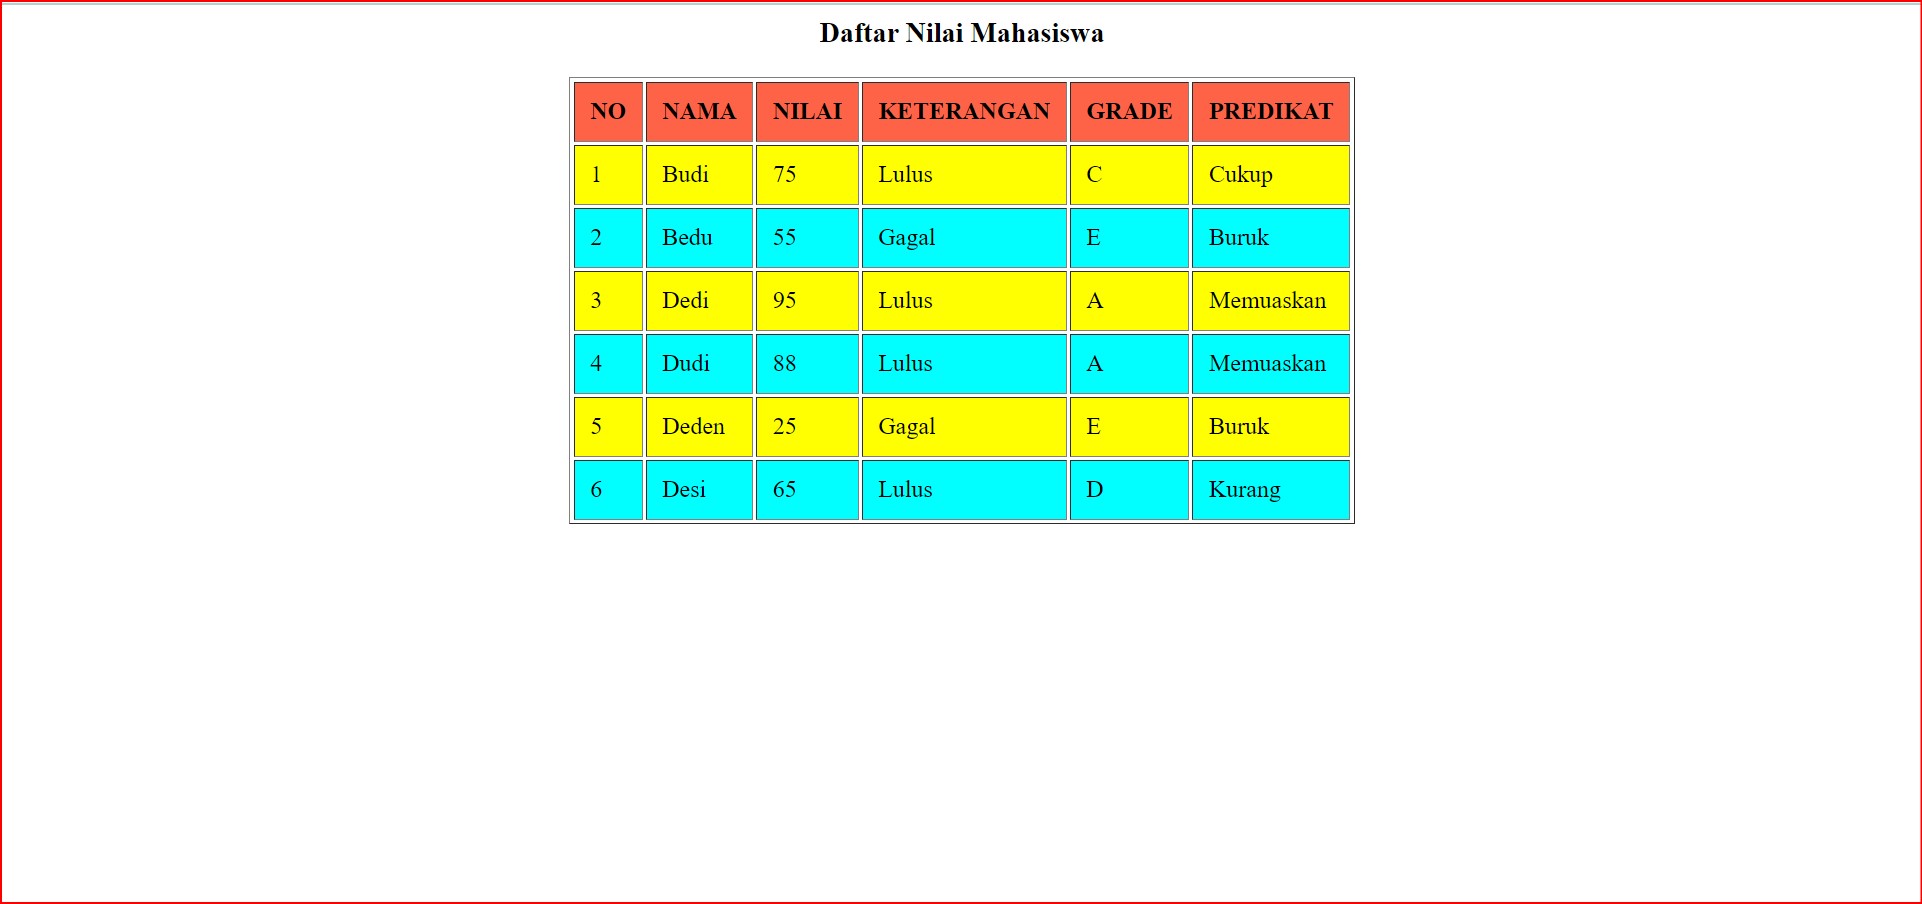 Daftar Nilai Mahasiswa
NO NAMA NILAI KETERANGAN GRADE PREDIKAT
1 Budi 75 Lulus C Cukup
2 Bedu 55 Gagal E Buruk
3 Dedi 95 Lulus A Memuaskan
4 Dudi 88 Lulus A Memuaskan
5 Deden 25 Gagal E Buruk
6 Desi 65 Lulus D Kurang